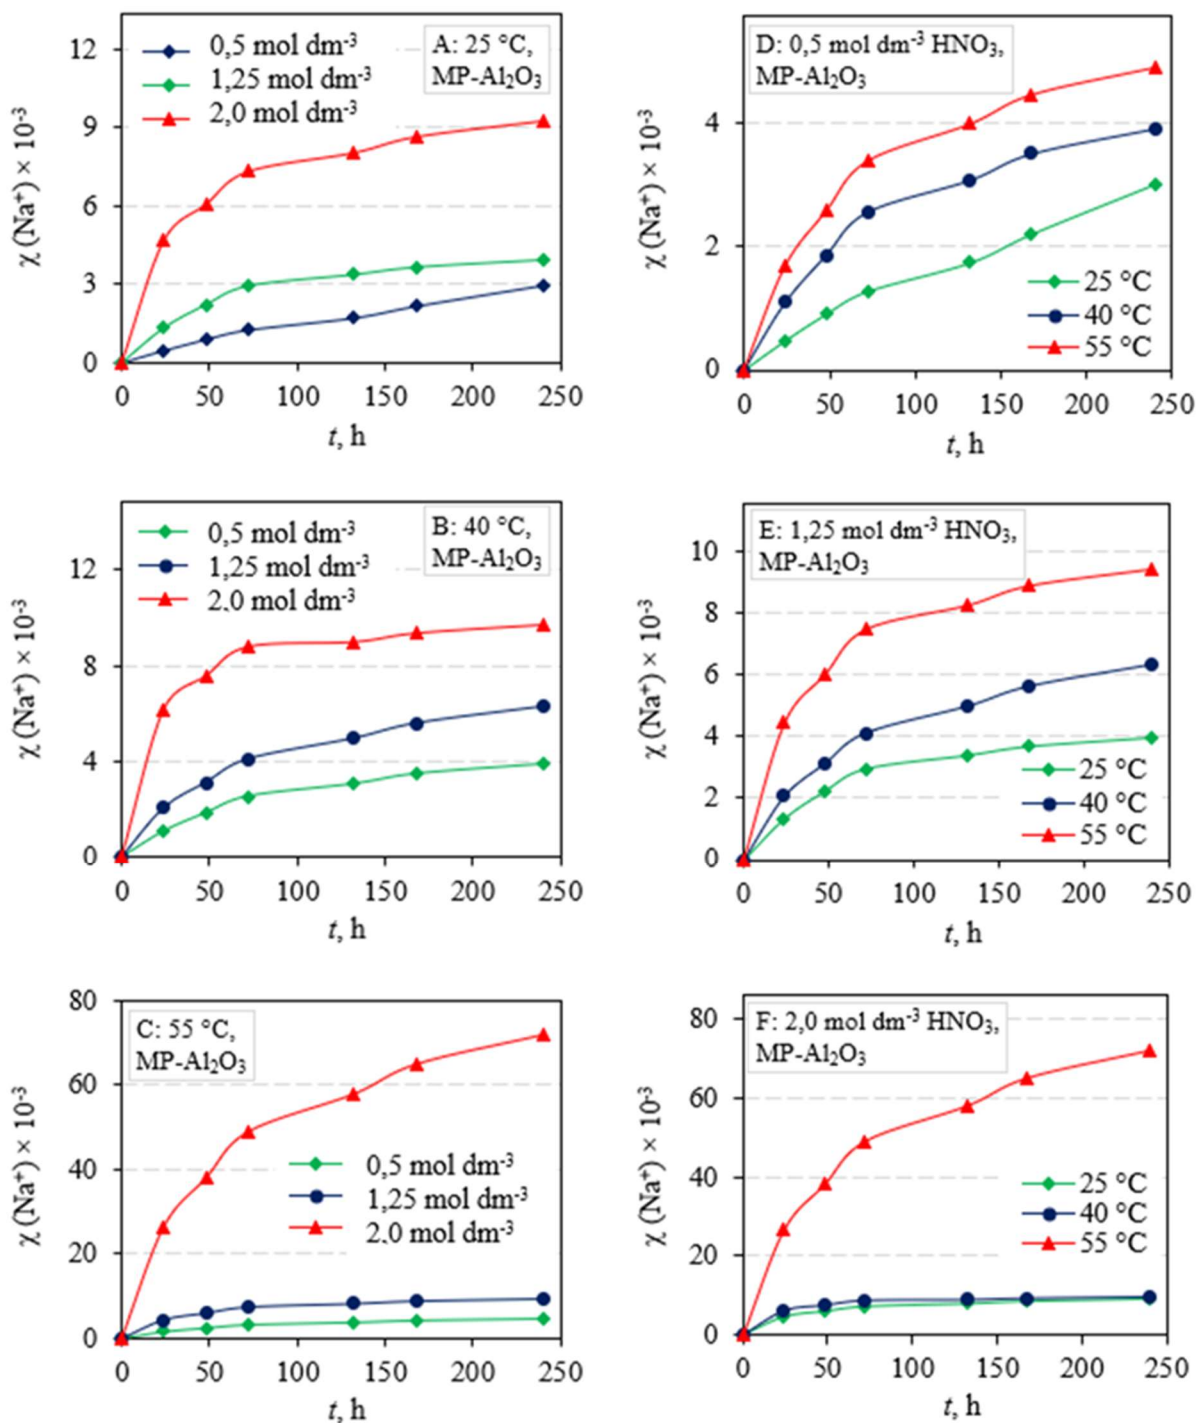 χ (Na⁺) × 10⁻³
12
9
6
3
0
0,5 mol dm⁻³
1,25 mol dm⁻³
2,0 mol dm⁻³
A: 25 °C,
MP-Al₂O₃
0 50 100 150 200 250
t, h
χ (Na⁺) × 10⁻³
4
2
0
D: 0,5 mol dm⁻³ HNO₃,
MP-Al₂O₃
25 °C
40 °C
55 °C
0 50 100 150 200 250
t, h
χ (Na⁺) × 10⁻³
12
8
4
0
0,5 mol dm⁻³
1,25 mol dm⁻³
2,0 mol dm⁻³
B: 40 °C,
MP-Al₂O₃
0 50 100 150 200 250
t, h
χ (Na⁺) × 10⁻³
10
8
6
4
2
0
E: 1,25 mol dm⁻³ HNO₃,
MP-Al₂O₃
25 °C
40 °C
55 °C
0 50 100 150 200 250
t, h
χ (Na⁺) × 10⁻³
80
60
40
20
0
C: 55 °C,
MP-Al₂O₃
0,5 mol dm⁻³
1,25 mol dm⁻³
2,0 mol dm⁻³
0 50 100 150 200 250
t, h
χ (Na⁺) × 10⁻³
80
60
40
20
0
F: 2,0 mol dm⁻³ HNO₃,
MP-Al₂O₃
25 °C
40 °C
55 °C
0 50 100 150 200 250
t, h